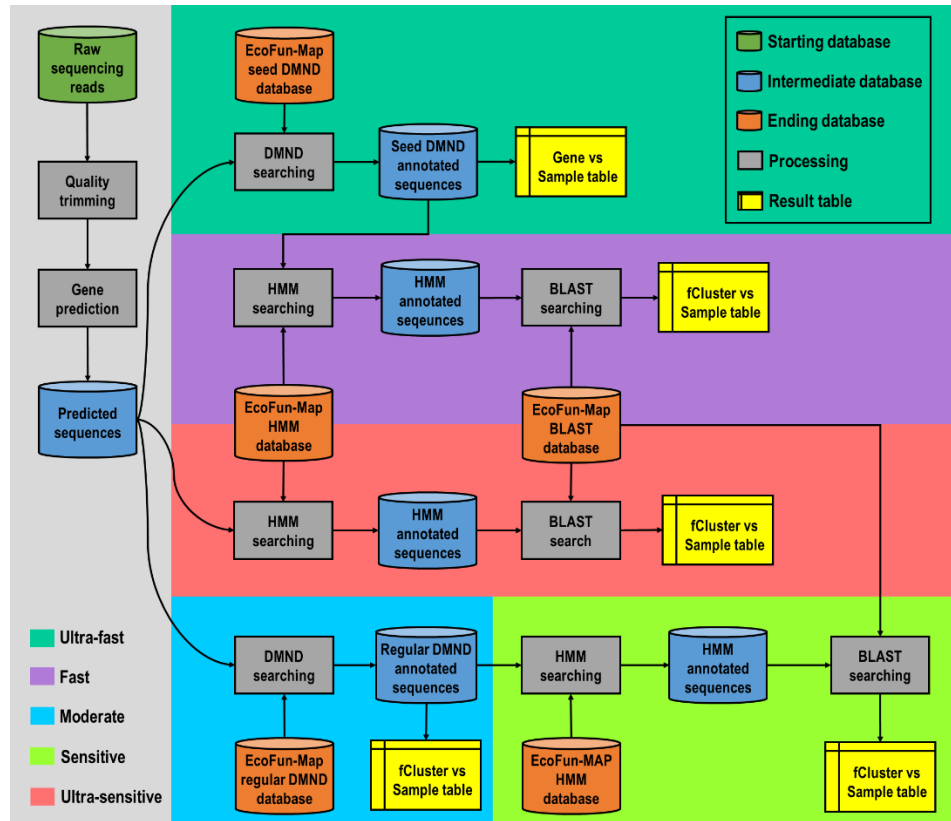 Raw
sequencing
reads
Quality
trimming
Gene
prediction
Predicted
sequences
EcoFun-Map
seed DMND
database
DMND
searching
Seed DMND
annotated
sequences
Gene vs
Sample table
Starting database
Intermediate database
Ending database
Processing
Result table
HMM
searching
HMM
annotated
seqeunces
BLAST
searching
fCluster vs
Sample table
EcoFun-Map
HMM
database
EcoFun-Map
BLAST
database
HMM
searching
HMM
annotated
sequences
BLAST
search
fCluster vs
Sample table
DMND
searching
Regular DMND
annotated
sequences
HMM
searching
HMM
annotated
sequences
BLAST
searching
EcoFun-Map
regular DMND
database
fCluster vs
Sample table
EcoFun-MAP
HMM
database
fCluster vs
Sample table
Ultra-fast
Fast
Moderate
Sensitive
Ultra-sensitive